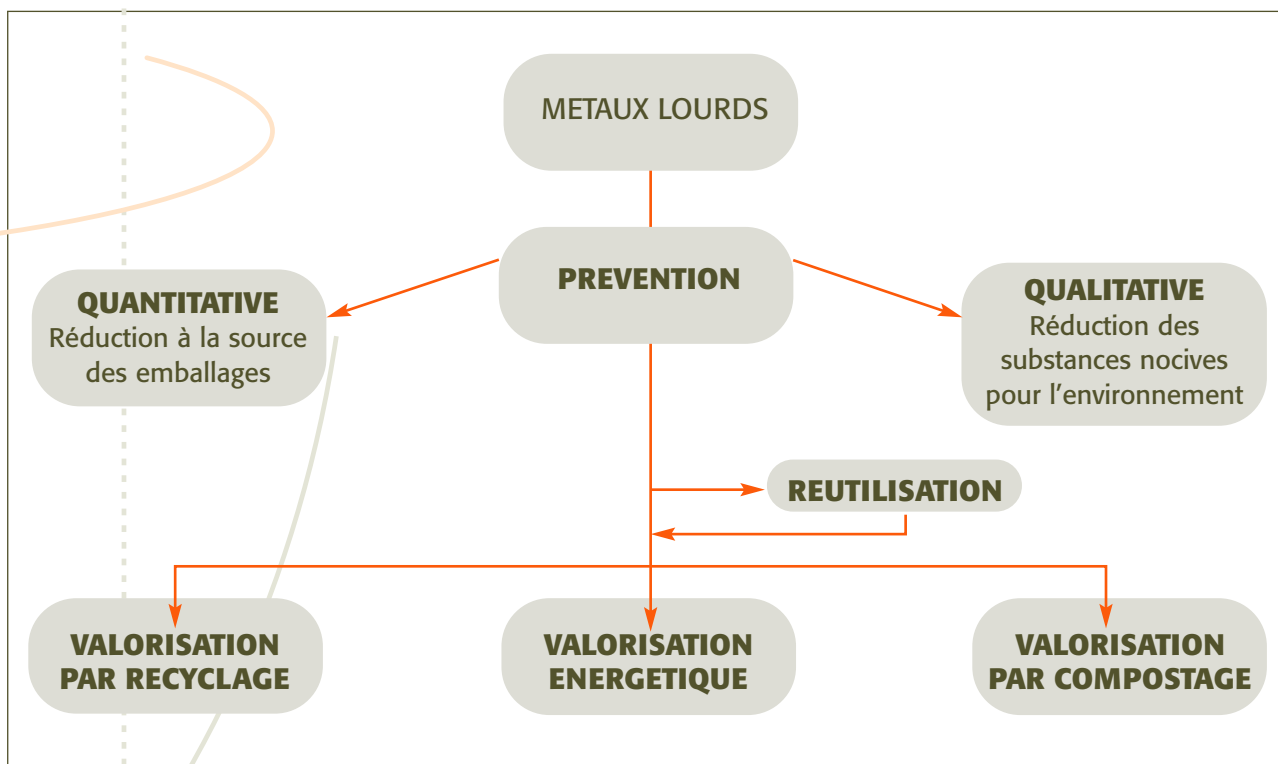 METAUX LOURDS
PREVENTION
QUANTITATIVE
Réduction à la source
des emballages
QUALITATIVE
Réduction des
substances nocives
pour l'environnement
REUTILISATION
VALORISATION
PAR RECYCLAGE
VALORISATION
ENERGETIQUE
VALORISATION
PAR COMPOSTAGE